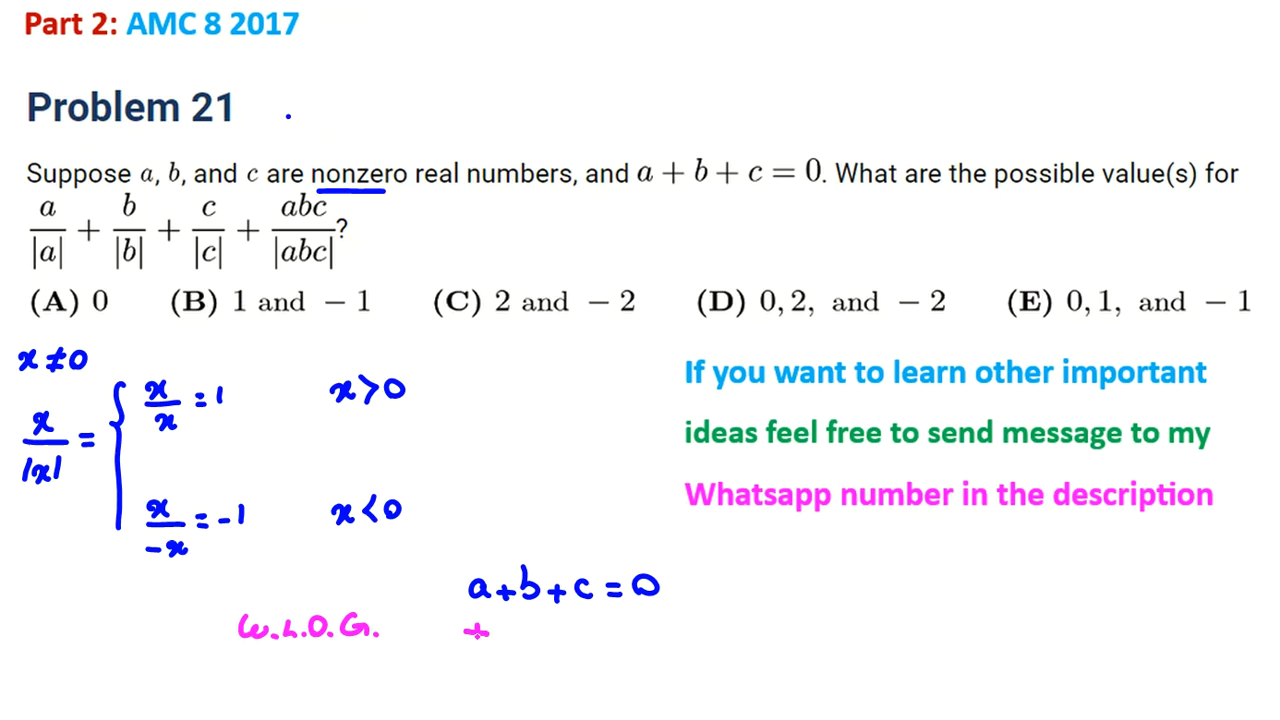 Part 2: AMC 8 2017
Problem 21
Suppose a, b, and c are nonzero real numbers, and a + b + c = 0. What are the possible value(s) for
a/|a| + b/|b| + c/|c| + abc/|abc|?
(A) 0 (B) 1 and − 1 (C) 2 and − 2 (D) 0, 2, and − 2 (E) 0, 1, and − 1
x≠0
x/|x| = { x/x = 1 x>0
x/-x = -1 x<0
If you want to learn other important
ideas feel free to send message to my
Whatsapp number in the description
a+b+c=0
W.L.O.G. +